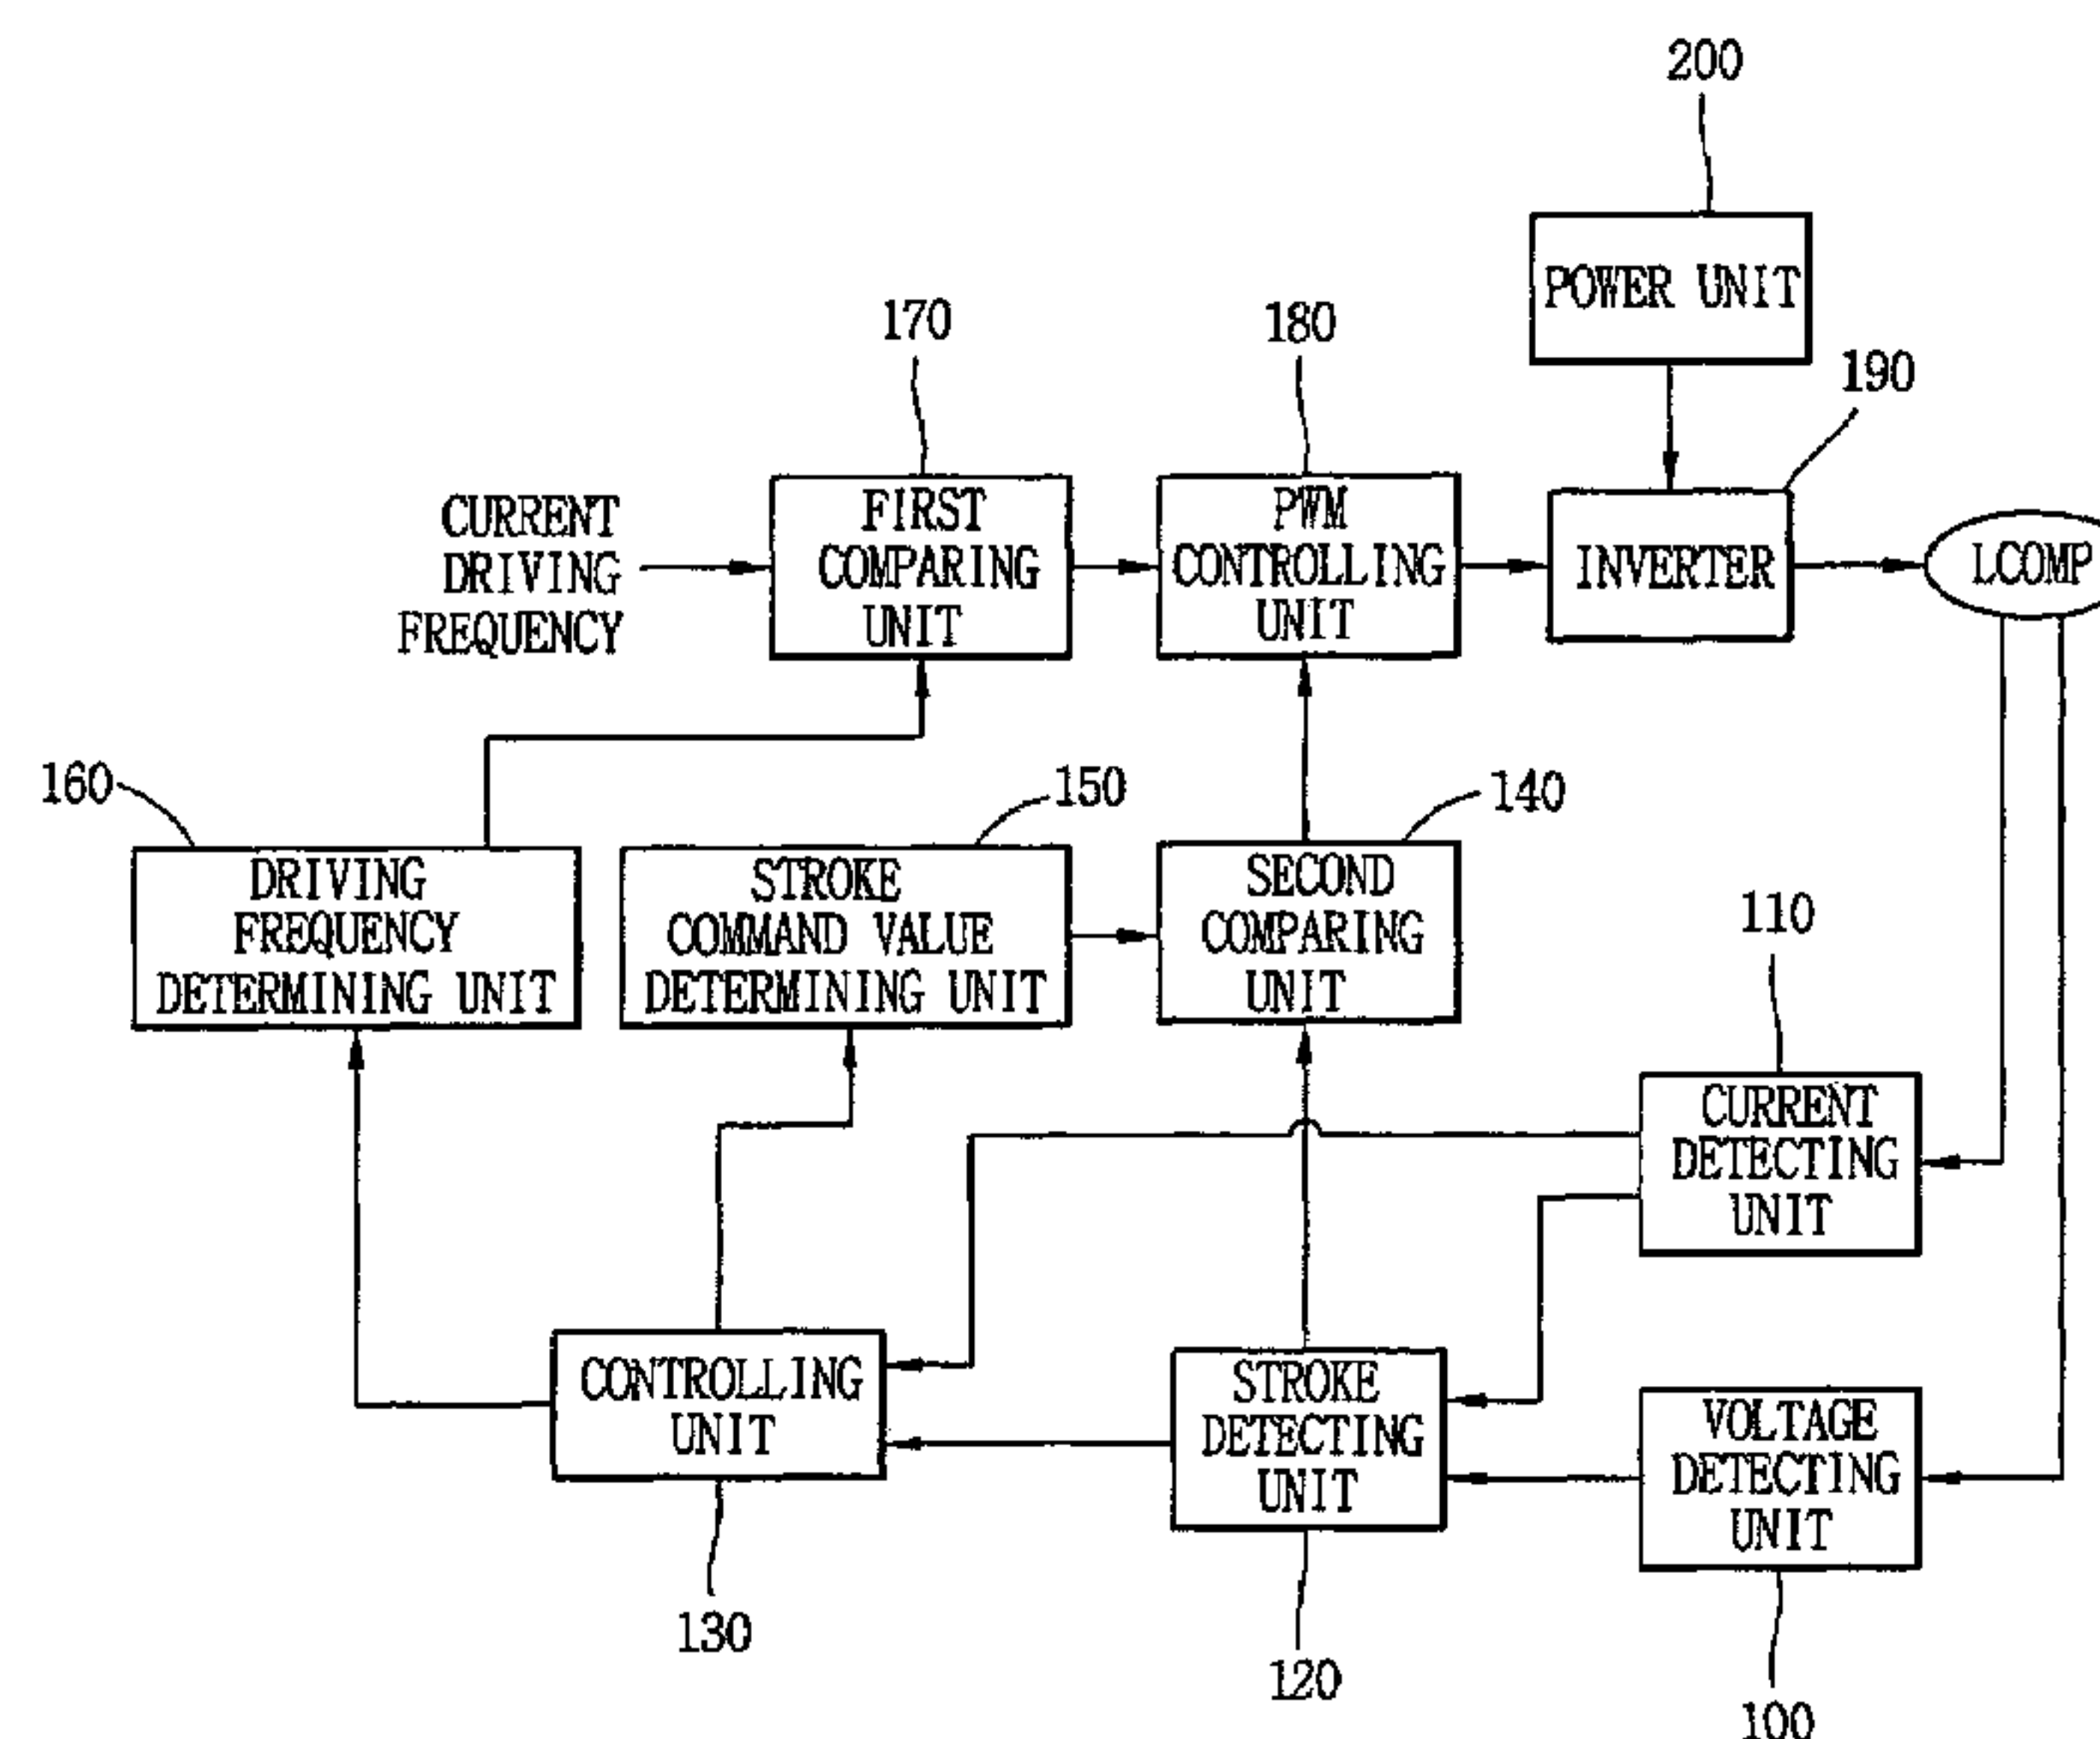 200
POWER UNIT
170
180
190
CURRENT
DRIVING
FREQUENCY
FIRST
COMPARING
UNIT
PWM
CONTROLLING
UNIT
INVERTER
LCOMP
160
150
140
DRIVING
FREQUENCY
DETERMINING UNIT
STROKE
COMMAND VALUE
DETERMINING UNIT
SECOND
COMPARING
UNIT
110
CURRENT
DETECTING
UNIT
CONTROLLING
UNIT
STROKE
DETECTING
UNIT
VOLTAGE
DETECTING
UNIT
130
120
100